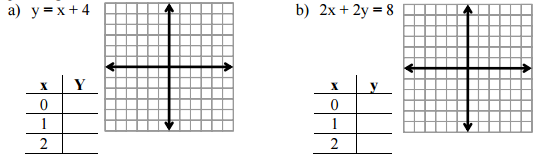 a) y = x + 4
x Y
0
1
2
b) 2x + 2y = 8
x y
0
1
2